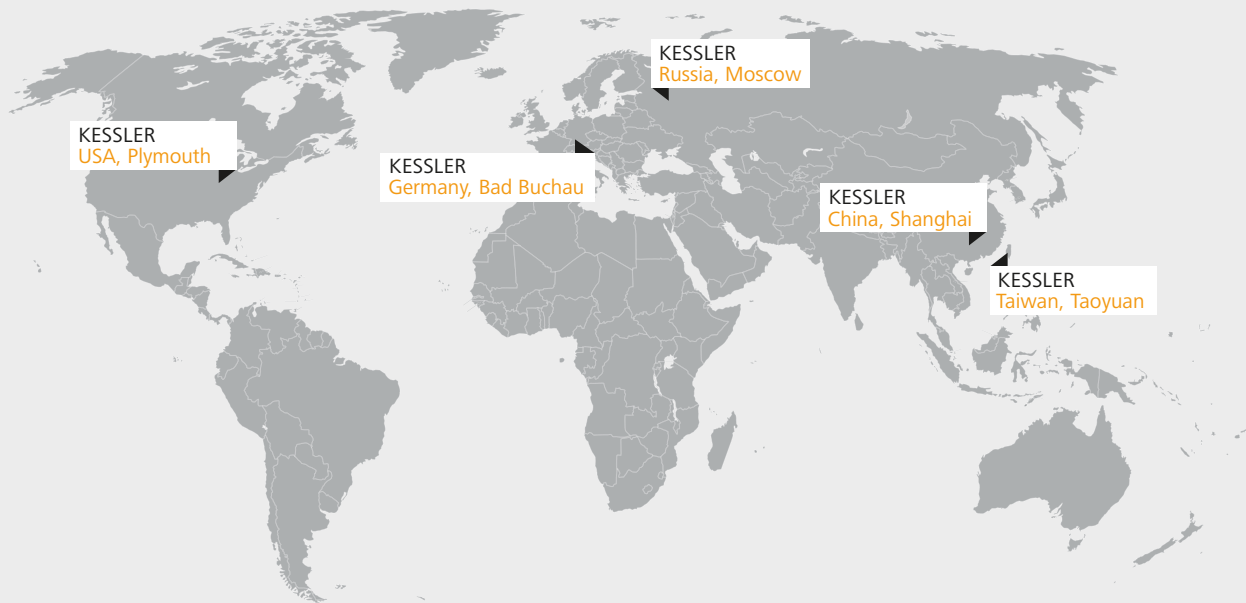 KESSLER
Russia, Moscow
KESSLER
USA, Plymouth
KESSLER
Germany, Bad Buchau
KESSLER
China, Shanghai
KESSLER
Taiwan, Taoyuan